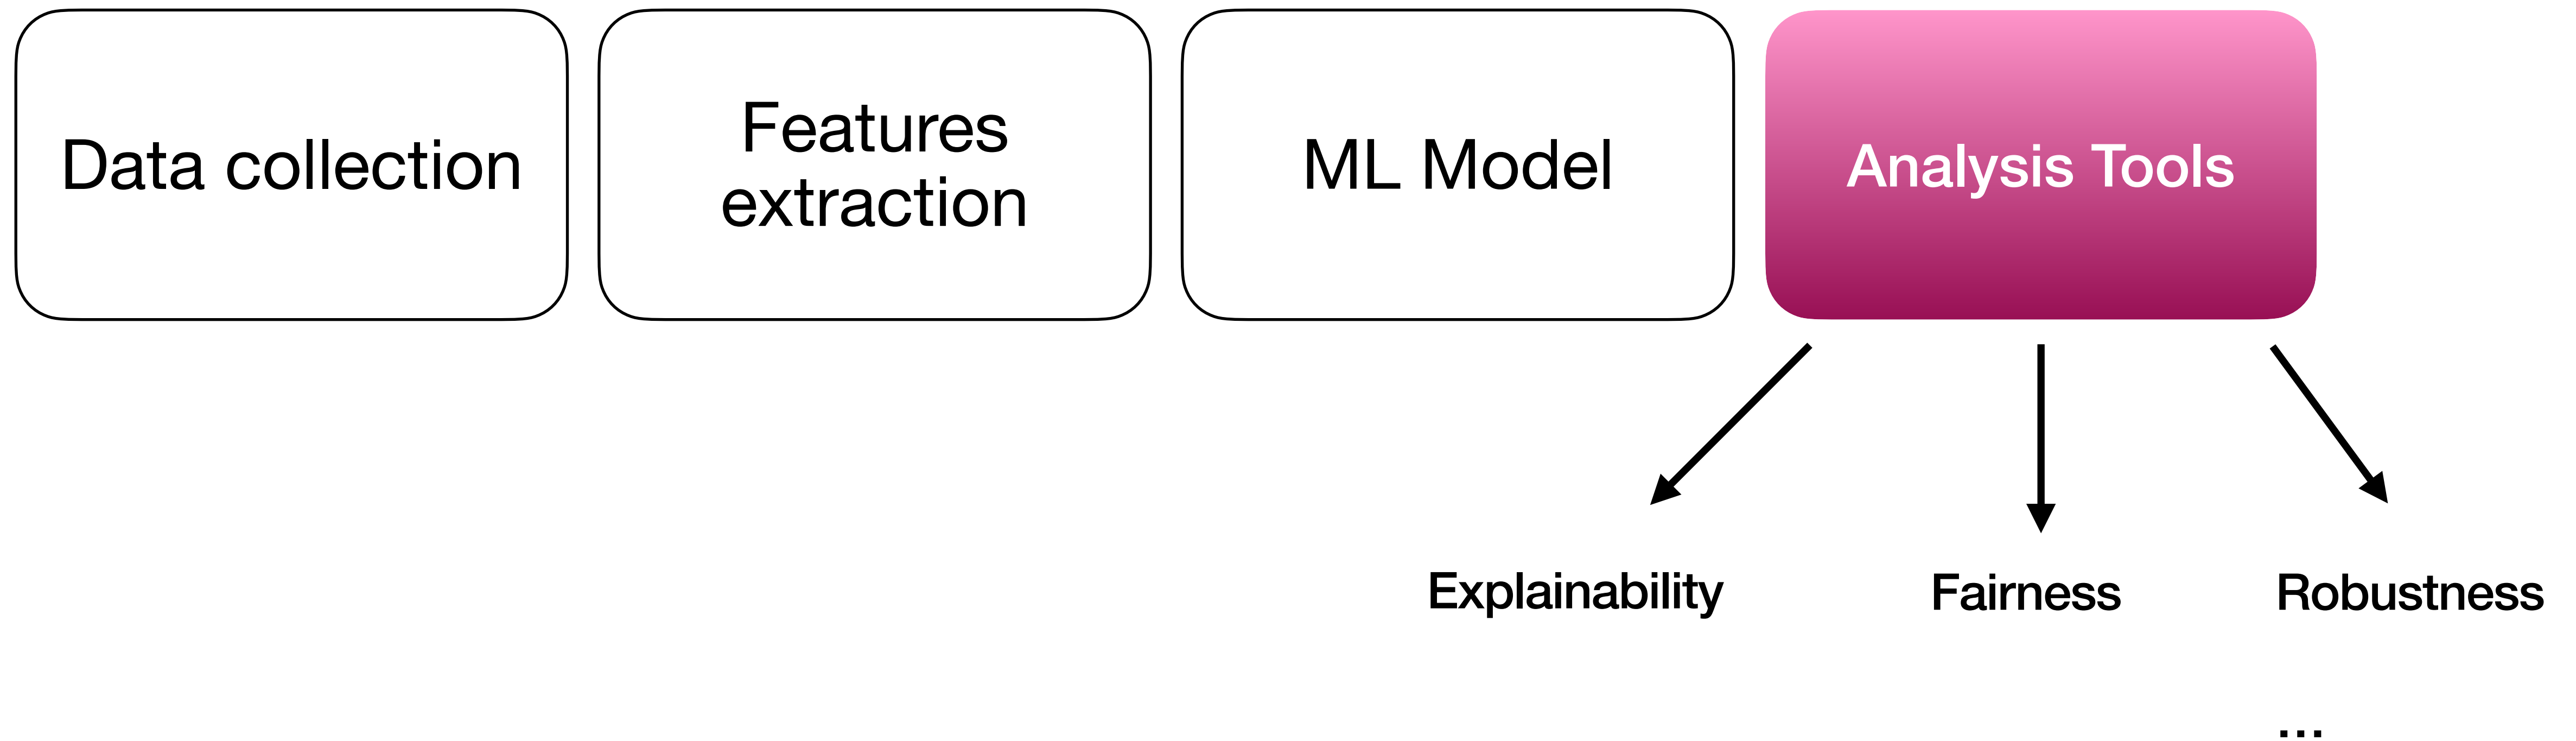 Data collection
Features
extraction
ML Model
Analysis Tools
Explainability
Fairness
Robustness
...